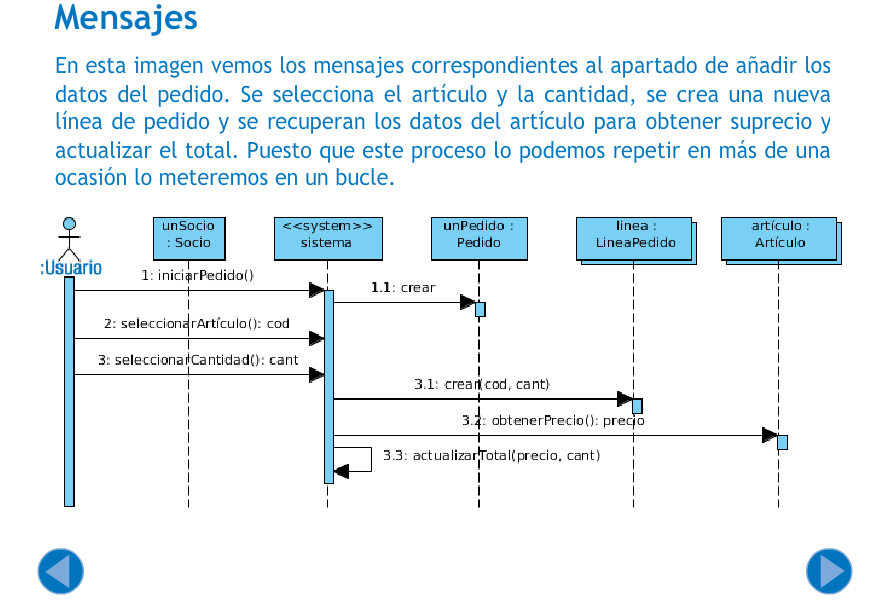 Mensajes
En esta imagen vemos los mensajes correspondientes al apartado de añadir los
datos del pedido. Se selecciona el artículo y la cantidad, se crea una nueva
línea de pedido y se recuperan los datos del artículo para obtener suprecio y
actualizar el total. Puesto que este proceso lo podemos repetir en más de una
ocasión lo meteremos en un bucle.
unSocio
: Socio
<<system>>
sistema
unPedido :
Pedido
linea :
LineaPedido
artículo :
Artículo
:Usuario
1: iniciarPedido()
1.1: crear
2: seleccionarArtículo(): cod
3: seleccionarCantidad(): cant
3.1: crear(cod, cant)
3.2: obtenerPrecio(): precio
3.3: actualizarTotal(precio, cant)